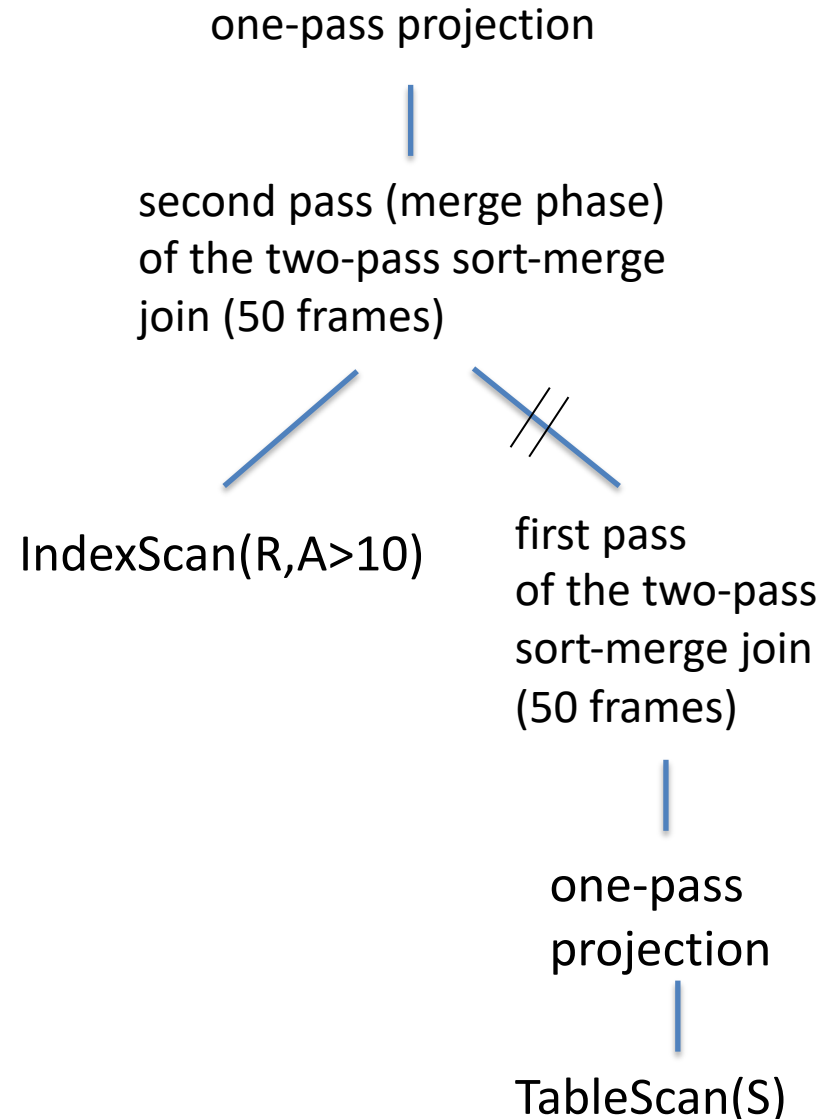 one-pass projection
second pass (merge phase)
of the two-pass sort-merge
join (50 frames)
IndexScan(R,A>10)
first pass
of the two-pass
sort-merge join
(50 frames)
one-pass
projection
TableScan(S)